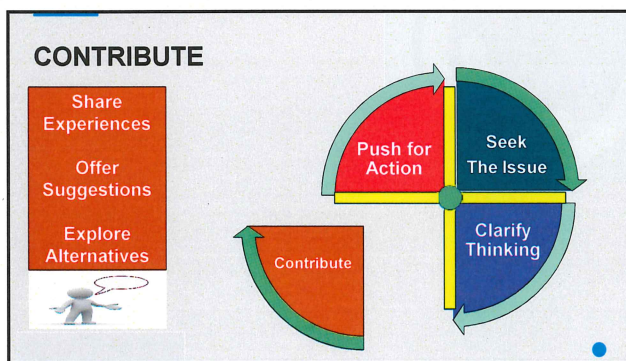 CONTRIBUTE
Share
Experiences
Offer
Suggestions
Explore
Alternatives
Push for
Action
Seek
The Issue
Clarify
Thinking
Contribute